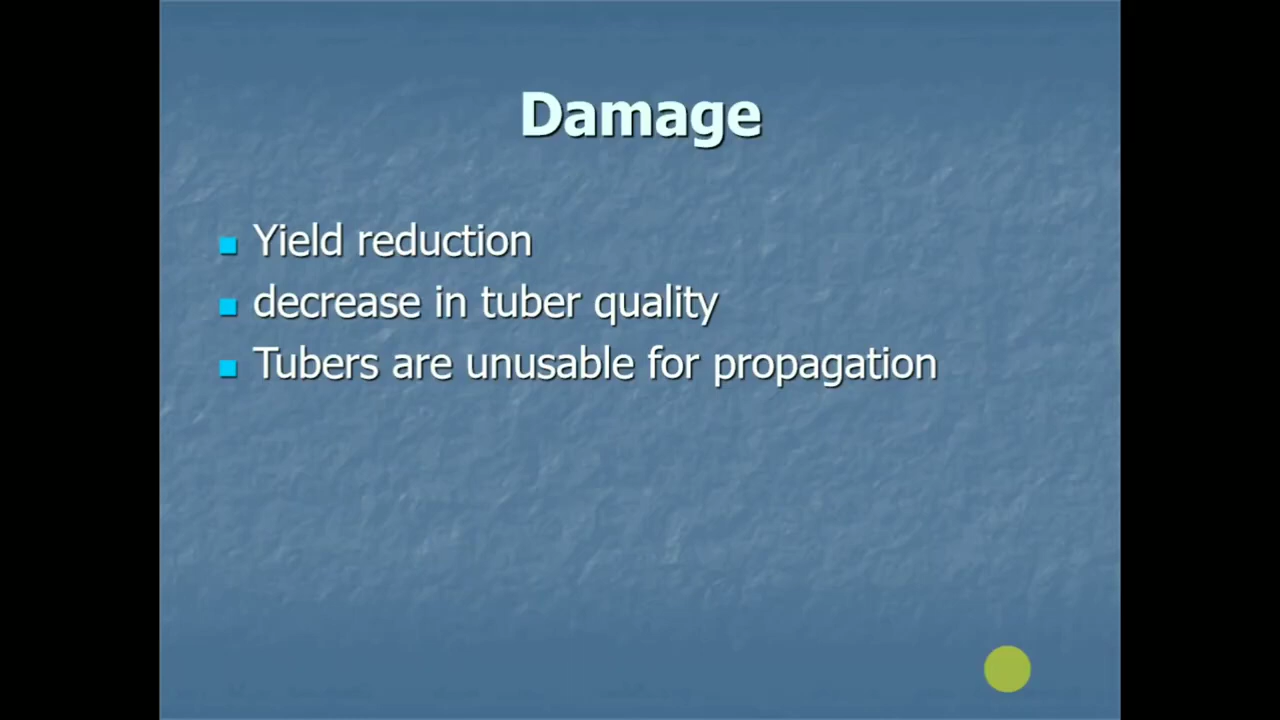 Damage
Yield reduction
decrease in tuber quality
Tubers are unusable for propagation